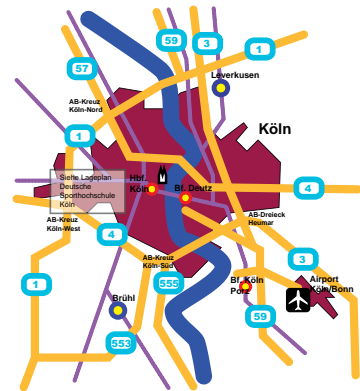 59
3
1
57
Leverkusen
AB-Kreuz
Köln-Nord
Köln
1
Siehe Lageplan
Deutsche
Sporthochschule
Köln
Hbf.
Köln
Bf. Deutz
4
AB-Kreuz
Köln-West
AB-Dreieck
Heumar
4
AB-Kreuz
Köln-Süd
3
1
555
Bf. Köln
Porz
Airport
Köln/Bonn
Brühl
59
553